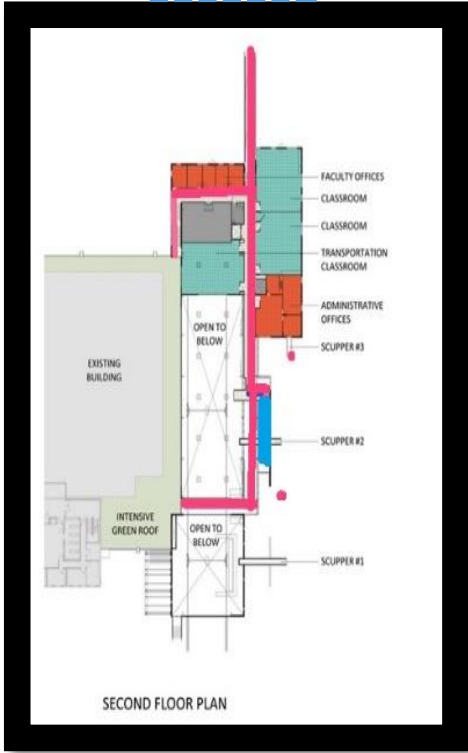 FACULTY OFFICES
CLASSROOM
CLASSROOM
TRANSPORTATION
CLASSROOM
ADMINISTRATIVE
OFFICES
SCUPPER #3
OPEN TO
BELOW
EXISTING
BUILDING
SCUPPER #2
INTENSIVE
GREEN ROOF
OPEN TO
BELOW
SCUPPER #1
SECOND FLOOR PLAN